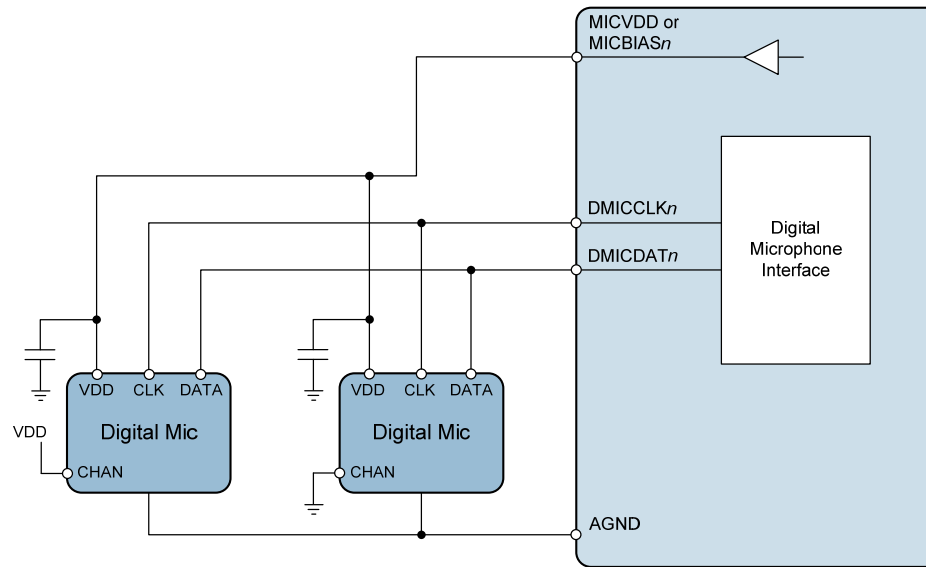 MICVDD or
MICBIASn
DMICCLKn
DMICDATn
Digital
Microphone
Interface
VDD CLK DATA
Digital Mic
VDD
CHAN
VDD CLK DATA
Digital Mic
CHAN
AGND